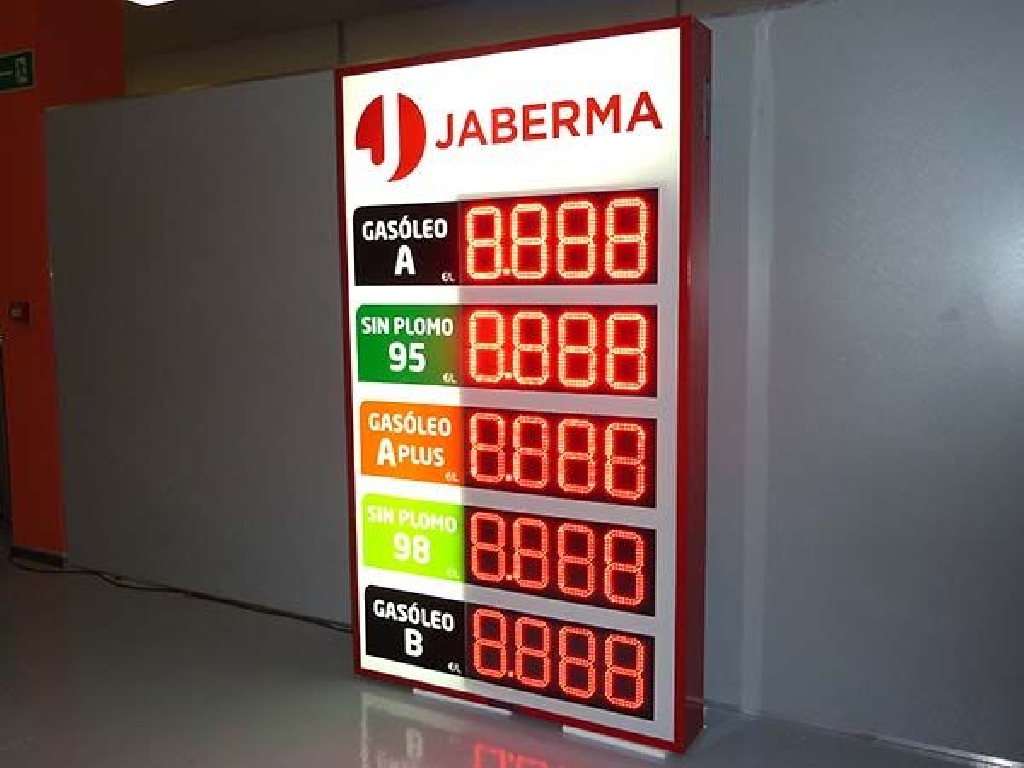 JABERMA
GASÓLEO
A
€/L
8.888
SIN PLOMO
95
€/L
8.888
GASÓLEO
A PLUS
€/L
8.888
SIN PLOMO
98
€/L
8.888
GASÓLEO
B
€/L
8.888